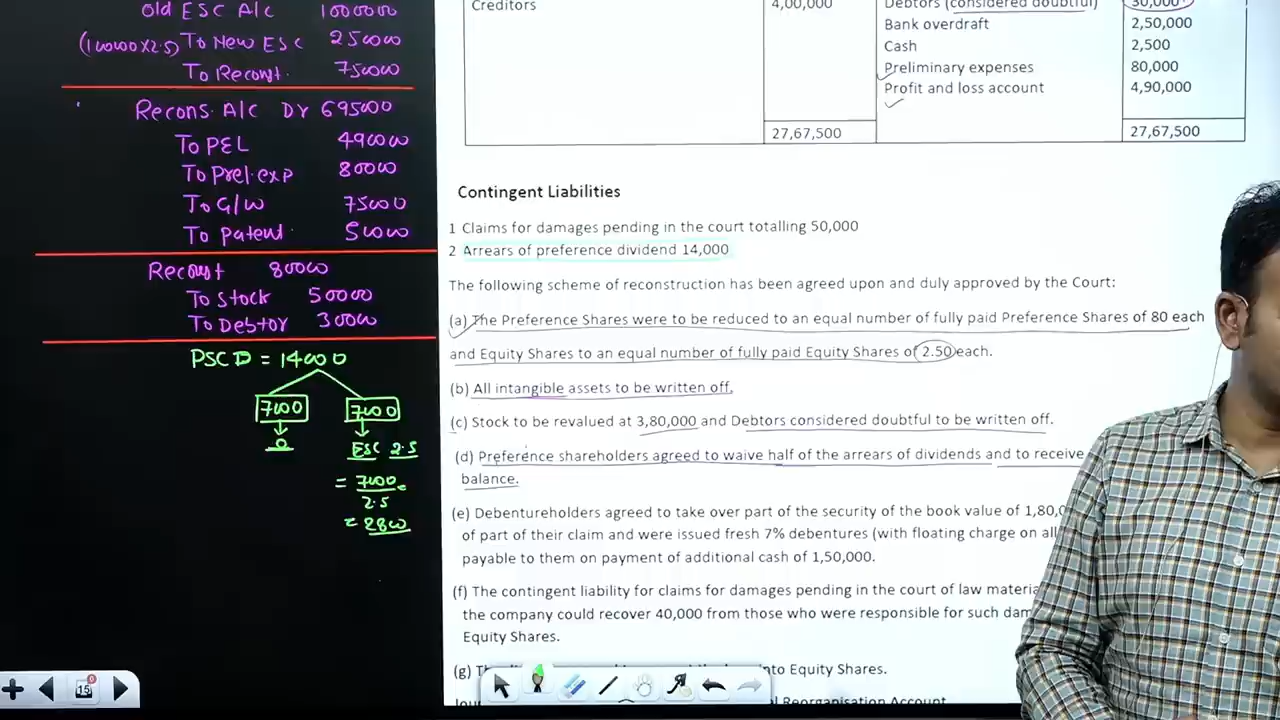 Old ESC A/c 1000000
(100000×2.5) To New ESC 250000
To Reconst. 750000
Recons. A/c Dr 695000
To P&L 490000
To Prel.exp 80000
To G/W 75000
To Patent 50000
Reconst 80000
To Stock 50000
To Debtor 30000
PSC D = 14000
7000 7000
0 ESC 2.5
= 7000
2.5
= 2800
Creditors 4,00,000 Debtors (considered doubtful) 30,000
Bank overdraft 2,50,000
Cash 2,500
Preliminary expenses 80,000
Profit and loss account 4,90,000
27,67,500 27,67,500
Contingent Liabilities
1 Claims for damages pending in the court totalling 50,000
2 Arrears of preference dividend 14,000
The following scheme of reconstruction has been agreed upon and duly approved by the Court:
(a) The Preference Shares were to be reduced to an equal number of fully paid Preference Shares of 80 each
and Equity Shares to an equal number of fully paid Equity Shares of 2.50 each.
(b) All intangible assets to be written off.
(c) Stock to be revalued at 3,80,000 and Debtors considered doubtful to be written off.
(d) Preference shareholders agreed to waive half of the arrears of dividends and to receive
balance.
(e) Debentureholders agreed to take over part of the security of the book value of 1,80,0
of part of their claim and were issued fresh 7% debentures (with floating charge on all
payable to them on payment of additional cash of 1,50,000.
(f) The contingent liability for claims for damages pending in the court of law materia
the company could recover 40,000 from those who were responsible for such dam
Equity Shares.
(g) T into Equity Shares.
Reorganisation Account
15